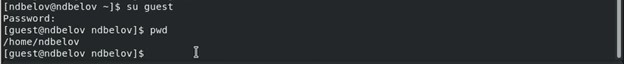 [ndbelov@ndbelov ~]$ su guest
Password:
[guest@ndbelov ndbelov]$ pwd
/home/ndbelov
[guest@ndbelov ndbelov]$